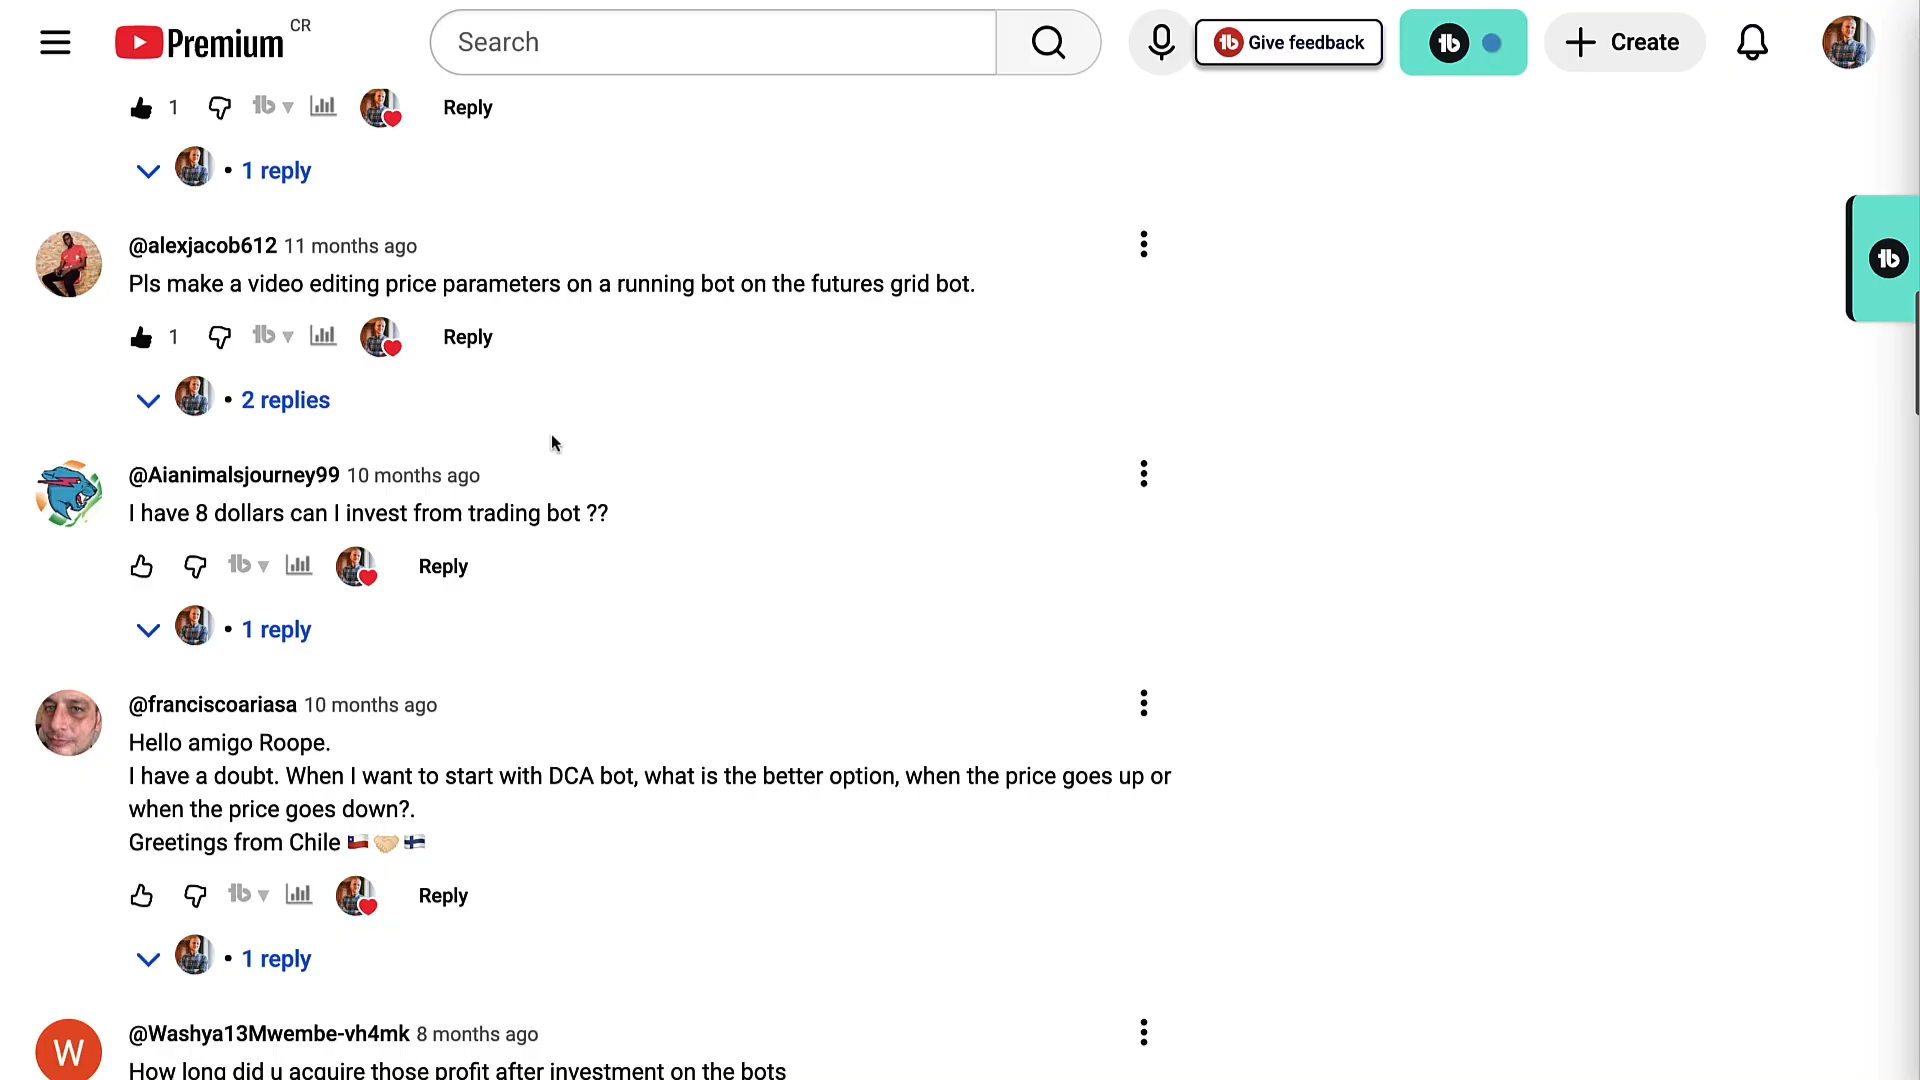 Premium CR
Search
Give feedback
Create
1 Reply
1 reply
@alexjacob612 11 months ago
Pls make a video editing price parameters on a running bot on the futures grid bot.
1 Reply
2 replies
@Aianimalsjourney99 10 months ago
I have 8 dollars can I invest from trading bot ??
Reply
1 reply
@franciscoariasa 10 months ago
Hello amigo Roope.
I have a doubt. When I want to start with DCA bot, what is the better option, when the price goes up or
when the price goes down?.
Greetings from Chile 🇨🇱🤝🏻🇫🇮
Reply
1 reply
W
@Washya13Mwembe-vh4mk 8 months ago
How long did u acquire those profit after investment on the bots